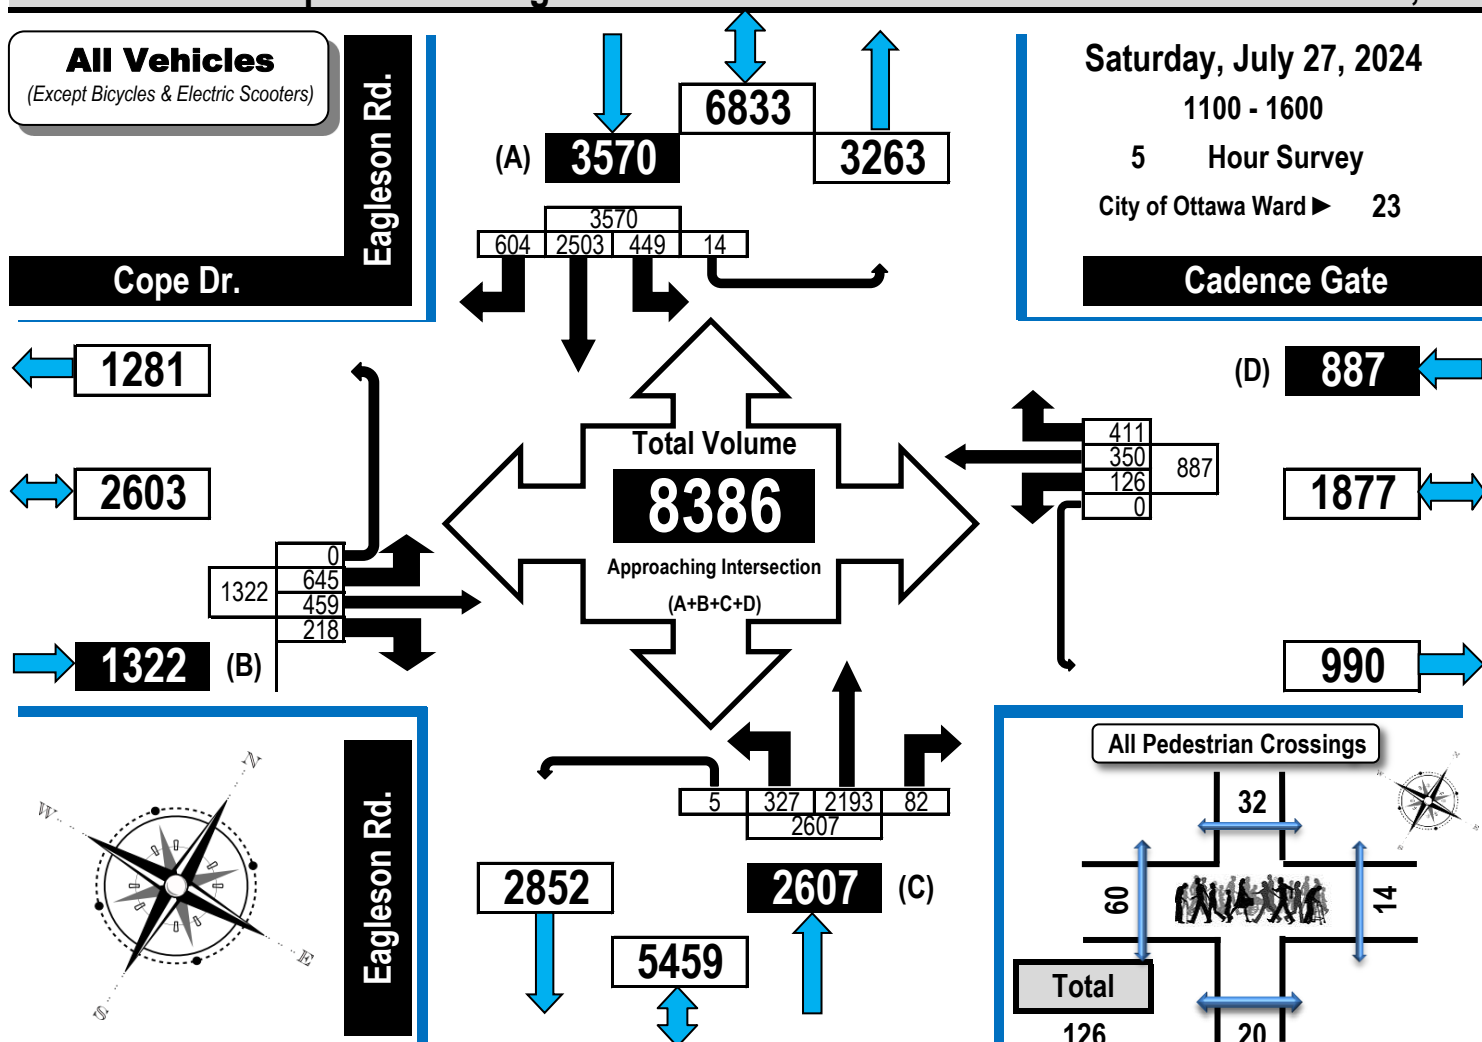 All Vehicles
(Except Bicycles & Electric Scooters)
Eagleson Rd.
Cope Dr.
(A)
3570
6833
3263
3570
604 2503 449 14
Saturday, July 27, 2024
1100 - 1600
5 Hour Survey
City of Ottawa Ward ► 23
Cadence Gate
1281
2603
0
645
459
218
1322
1322
(B)
Total Volume
8386
Approaching Intersection
(A+B+C+D)
(D)
887
411
350
126
0
887
1877
990
5 327 2193 82
2607
2852
2607
(C)
5459
Eagleson Rd.
N
W
E
S
All Pedestrian Crossings
32
60
14
Total
126
20